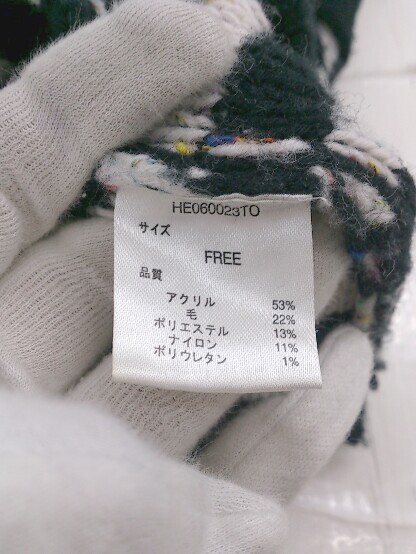 HE060023TO
サイズ
FREE
品質
アクリル 53%
毛 22%
ポリエステル 13%
ナイロン 11%
ポリウレタン 1%